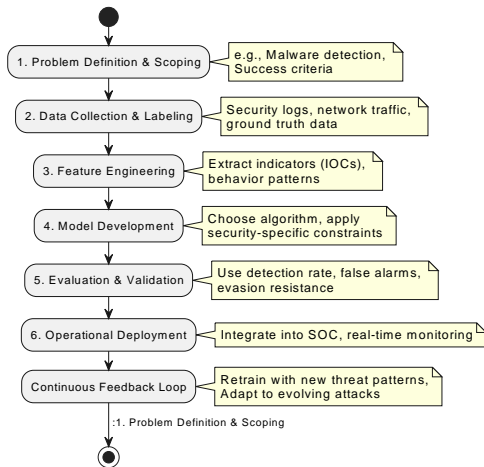 1. Problem Definition & Scoping
e.g., Malware detection,
Success criteria
2. Data Collection & Labeling
Security logs, network traffic,
ground truth data
3. Feature Engineering
Extract indicators (IOCs),
behavior patterns
4. Model Development
Choose algorithm, apply
security-specific constraints
5. Evaluation & Validation
Use detection rate, false alarms,
evasion resistance
6. Operational Deployment
Integrate into SOC, real-time monitoring
Continuous Feedback Loop
Retrain with new threat patterns,
Adapt to evolving attacks
:1. Problem Definition & Scoping